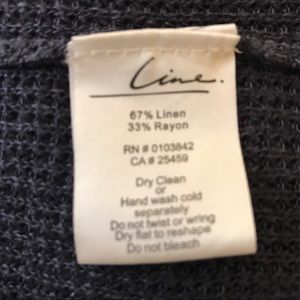 Line.
67% Linen
33% Rayon
RN # 0103842
CA # 25459
Dry Clean
or
Hand wash cold
separately
Do not twist or wring
Dry flat to reshape
Do not bleach